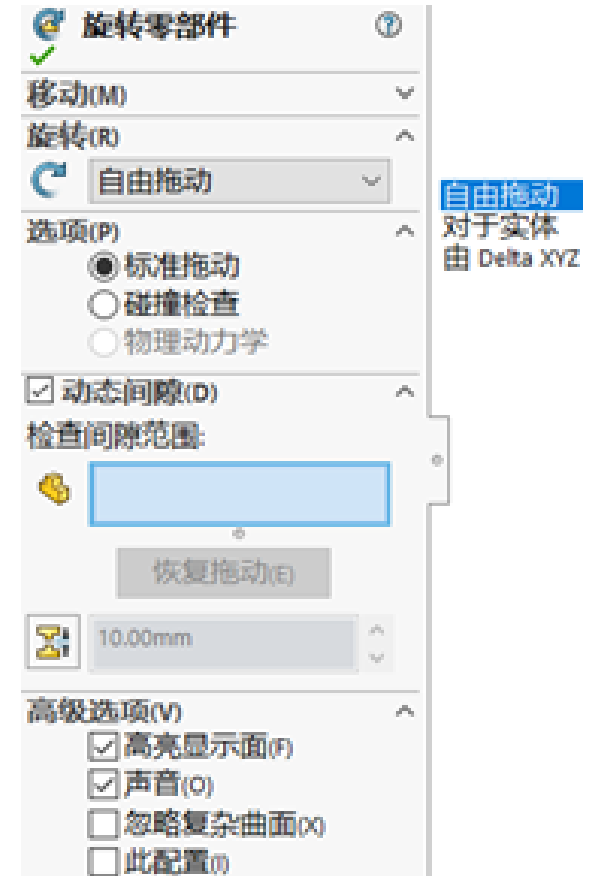 旋转零部件
移动(M)
旋转(R)
自由拖动
自由拖动
对于实体
由 Delta XYZ
选项(P)
标准拖动
碰撞检查
物理动力学
动态间隙(D)
检查间隙范围:
恢复拖动(E)
10.00mm
高级选项(V)
高亮显示面(F)
声音(O)
忽略复杂曲面(X)
此配置(I)